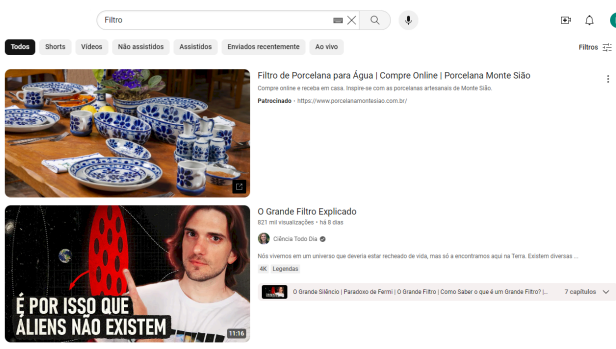 Filtro
Todos
Shorts
Vídeos
Não assistidos
Assistidos
Enviados recentemente
Ao vivo
Filtros
Filtro de Porcelana para Água | Compre Online | Porcelana Monte Sião
Compre online e receba em casa. Inspire-se com as porcelanas artesanais de Monte Sião.
Patrocinado · https://www.porcelanamontesiao.com.br/
O Grande Filtro Explicado
821 mil visualizações • há 8 dias
Ciência Todo Dia
Nós vivemos em um universo que deveria estar recheado de vida, mas só a encontramos aqui na Terra. Existem diversas ...
4K Legendas
O Grande Silêncio | Paradoxo de Fermi | O Grande Filtro | Como Saber o que é um Grande Filtro? |...
7 capítulos
É POR ISSO QUE
ALIENS NÃO EXISTEM
11:16